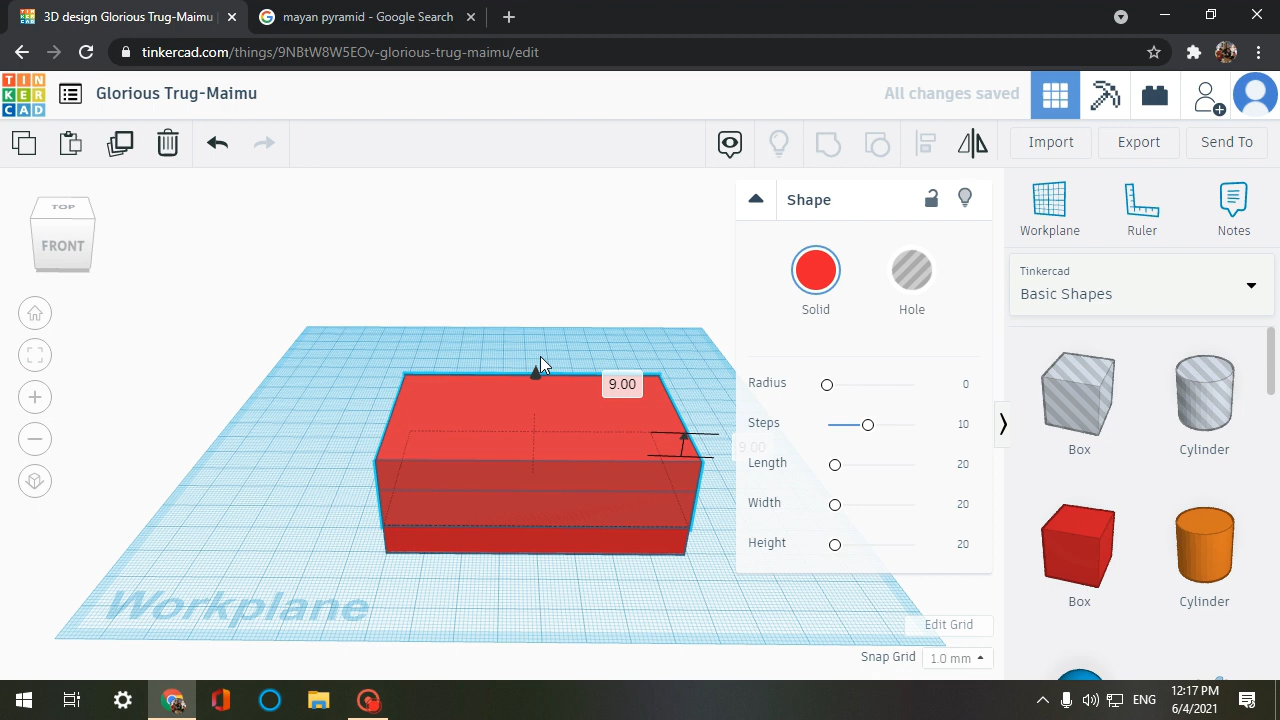 3D design Glorious Trug-Maimu
mayan pyramid - Google Search
tinkercad.com/things/9NBtW8W5EOv-glorious-trug-maimu/edit
TIN
KER
CAD
Glorious Trug-Maimu
All changes saved
Import
Export
Send To
TOP
FRONT
Shape
Solid
Hole
Radius 0
Steps 10
Length 20
Width 20
Height 20
9.00
9.00
Workplane
Edit Grid
Snap Grid 1.0 mm
Workplane
Ruler
Notes
Tinkercad
Basic Shapes
Box
Cylinder
Box
Cylinder
ENG
12:17 PM
6/4/2021